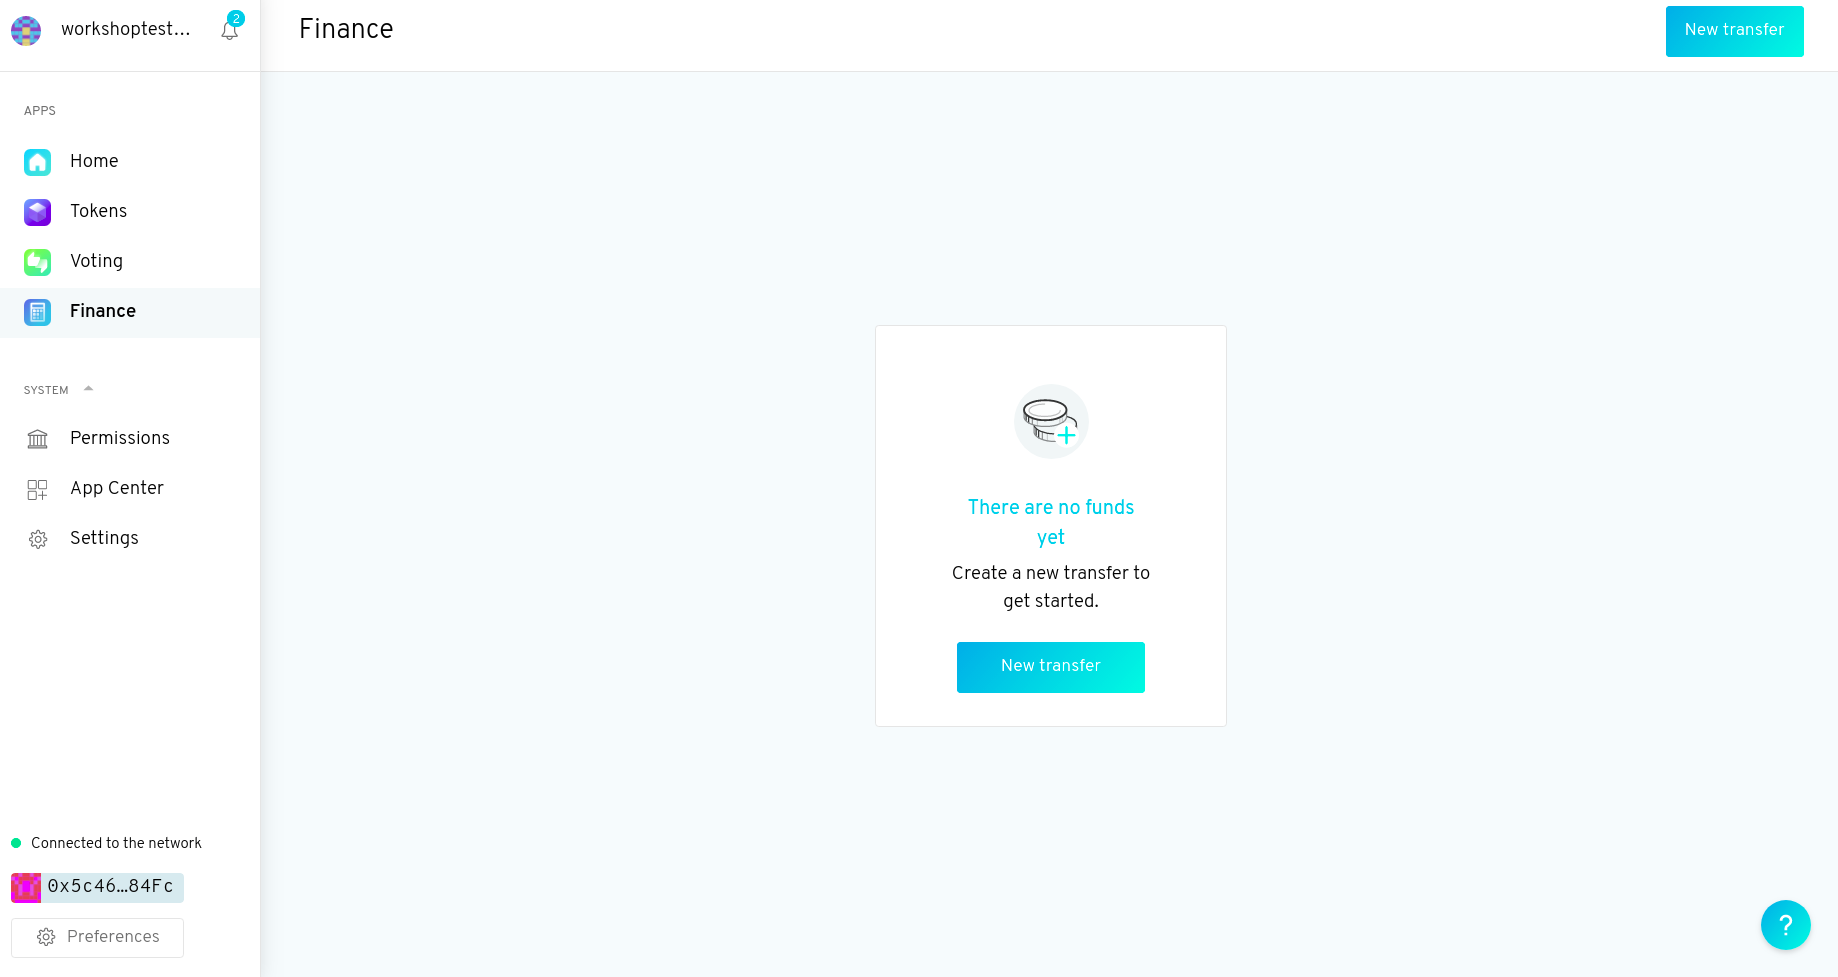 workshoptest…
2
Finance
New transfer
APPS
Home
Tokens
Voting
Finance
SYSTEM
Permissions
App Center
Settings
There are no funds
yet
Create a new transfer to
get started.
New transfer
Connected to the network
0x5c46…84Fc
Preferences
?